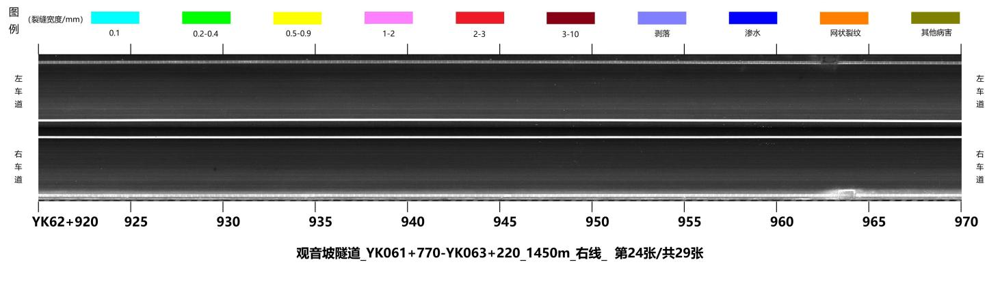 图例 (裂缝宽度/mm) 0.1 0.2-0.4 0.5-0.9 1-2 2-3 3-10 剥落 渗水 网状裂纹 其他病害
左车道
左车道
右车道
右车道
YK62+920 925 930 935 940 945 950 955 960 965 970
观音坡隧道_YK061+770-YK063+220_1450m_右线_ 第24张/共29张